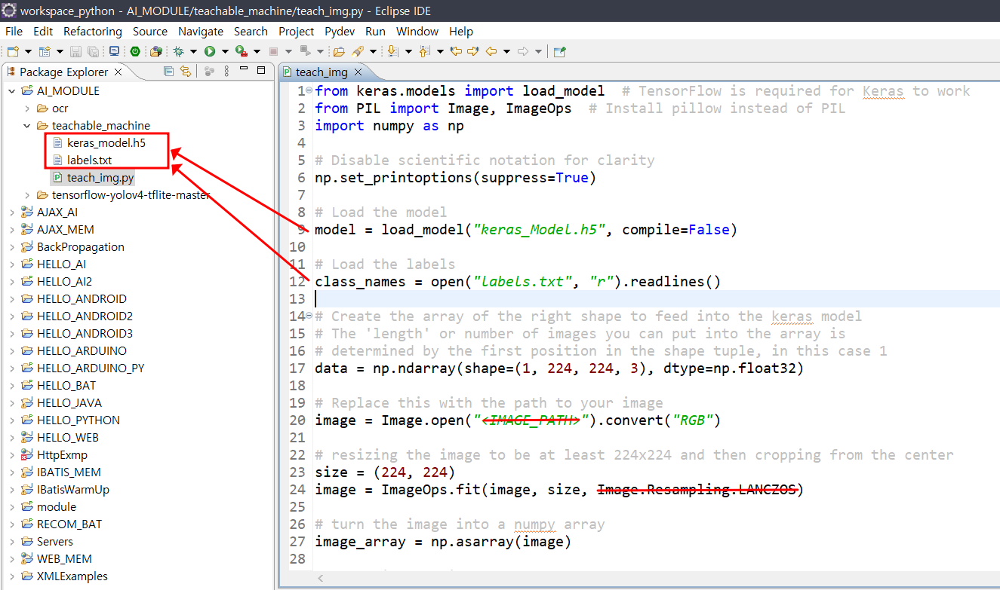 workspace_python - AI_MODULE/teachable_machine/teach_img.py - Eclipse IDE
File Edit Refactoring Source Navigate Search Project Pydev Run Window Help
Package Explorer
AI_MODULE
ocr
teachable_machine
keras_model.h5
labels.txt
teach_img.py
tensorflow-yolov4-tflite-master
AJAX_AI
AJAX_MEM
BackPropagation
HELLO_AI
HELLO_AI2
HELLO_ANDROID
HELLO_ANDROID2
HELLO_ANDROID3
HELLO_ARDUINO
HELLO_ARDUINO_PY
HELLO_BAT
HELLO_JAVA
HELLO_PYTHON
HELLO_WEB
HttpExmp
IBATIS_MEM
IBatisWarmUp
module
RECOM_BAT
Servers
WEB_MEM
XMLExamples
teach_img
1 from keras.models import load_model  # TensorFlow is required for Keras to work
2 from PIL import Image, ImageOps  # Install pillow instead of PIL
3 import numpy as np
4
5 # Disable scientific notation for clarity
6 np.set_printoptions(suppress=True)
7
8 # Load the model
9 model = load_model("keras_Model.h5", compile=False)
10
11 # Load the labels
12 class_names = open("labels.txt", "r").readlines()
13
14 # Create the array of the right shape to feed into the keras model
15 # The 'length' or number of images you can put into the array is
16 # determined by the first position in the shape tuple, in this case 1
17 data = np.ndarray(shape=(1, 224, 224, 3), dtype=np.float32)
18
19 # Replace this with the path to your image
20 image = Image.open("<IMAGE_PATH>").convert("RGB")
21
22 # resizing the image to be at least 224x224 and then cropping from the center
23 size = (224, 224)
24 image = ImageOps.fit(image, size, Image.Resampling.LANCZOS)
25
26 # turn the image into a numpy array
27 image_array = np.asarray(image)
28